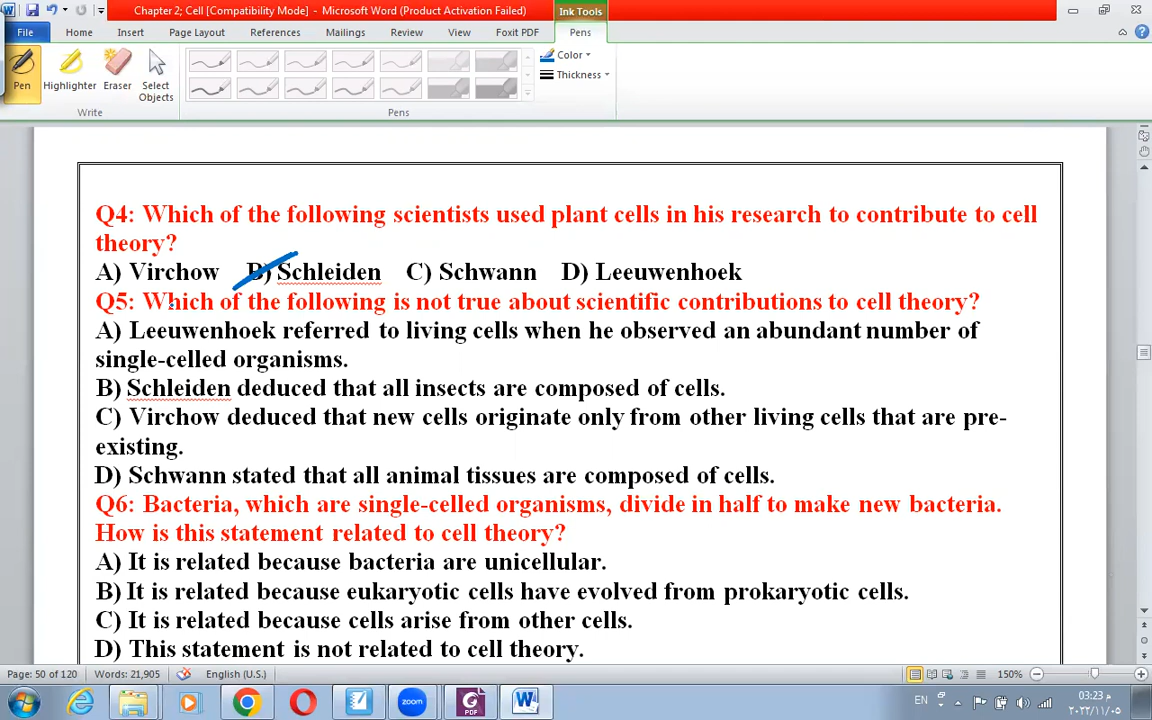 Chapter 2; Cell [Compatibility Mode] - Microsoft Word (Product Activation Failed)
Ink Tools
File Home Insert Page Layout References Mailings Review View Foxit PDF Pens
Pen Highlighter Eraser Select Objects
Color
Thickness
Write
Pens
Q4: Which of the following scientists used plant cells in his research to contribute to cell
theory?
A) Virchow B) Schleiden C) Schwann D) Leeuwenhoek
Q5: Which of the following is not true about scientific contributions to cell theory?
A) Leeuwenhoek referred to living cells when he observed an abundant number of
single-celled organisms.
B) Schleiden deduced that all insects are composed of cells.
C) Virchow deduced that new cells originate only from other living cells that are pre-
existing.
D) Schwann stated that all animal tissues are composed of cells.
Q6: Bacteria, which are single-celled organisms, divide in half to make new bacteria.
How is this statement related to cell theory?
A) It is related because bacteria are unicellular.
B) It is related because eukaryotic cells have evolved from prokaryotic cells.
C) It is related because cells arise from other cells.
D) This statement is not related to cell theory.
Page: 50 of 120 Words: 21,905 English (U.S.) 150%
zoom PDF EN 03:23 م
٢٠٢٢/١١/٠٥